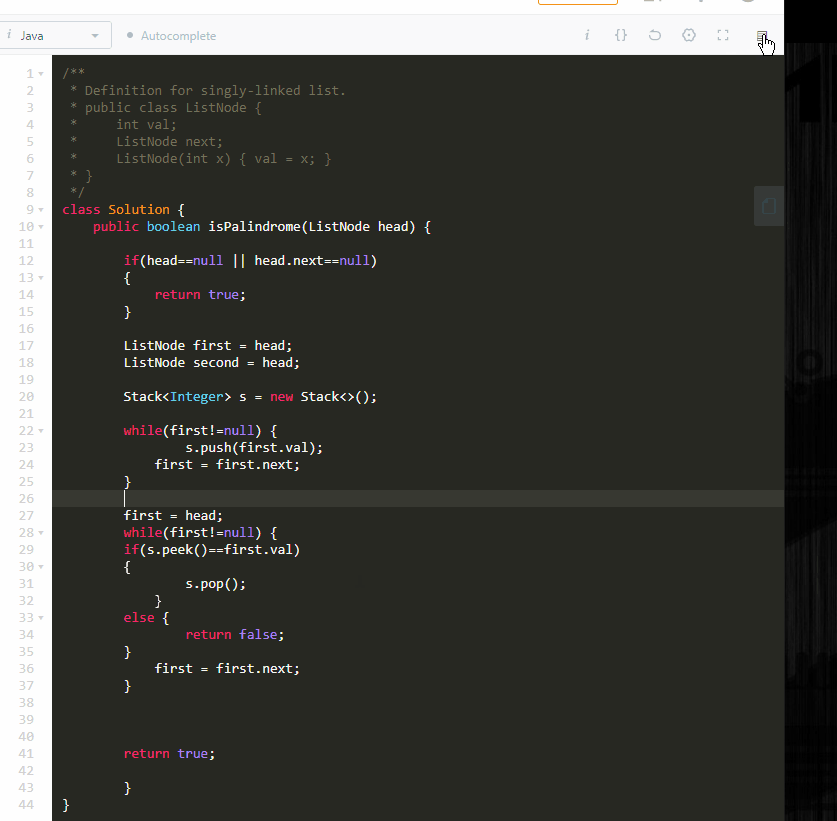 i Java Autocomplete i {}
1 /**
2  * Definition for singly-linked list.
3  * public class ListNode {
4  *     int val;
5  *     ListNode next;
6  *     ListNode(int x) { val = x; }
7  * }
8  */
9 class Solution {
10     public boolean isPalindrome(ListNode head) {
11
12         if(head==null || head.next==null)
13         {
14             return true;
15         }
16
17         ListNode first = head;
18         ListNode second = head;
19
20         Stack<Integer> s = new Stack<>();
21
22         while(first!=null) {
23                 s.push(first.val);
24             first = first.next;
25         }
26
27         first = head;
28         while(first!=null) {
29         if(s.peek()==first.val)
30         {
31                 s.pop();
32             }
33         else {
34                 return false;
35         }
36             first = first.next;
37         }
38
39
40
41         return true;
42
43         }
44 }